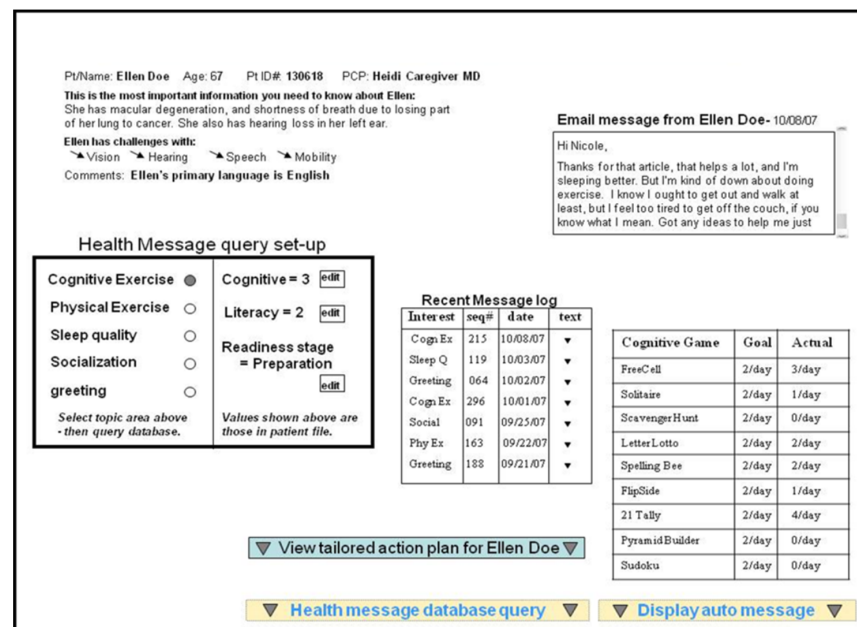 Pt/Name: Ellen Doe Age: 67 Pt ID#: 130618 PCP: Heidi Caregiver MD
This is the most important information you need to know about Ellen:
She has macular degeneration, and shortness of breath due to losing part
of her lung to cancer. She also has hearing loss in her left ear.
Ellen has challenges with:
Vision Hearing Speech Mobility
Comments: Ellen's primary language is English
Email message from Ellen Doe- 10/08/07
Hi Nicole,
Thanks for that article, that helps a lot, and I'm
sleeping better. But I'm kind of down about doing
exercise. I know I ought to get out and walk at
least, but I feel too tired to get off the couch, if you
know what I mean. Got any ideas to help me just
Health Message query set-up
Cognitive Exercise
Physical Exercise
Sleep quality
Socialization
greeting
Select topic area above
- then query database.
Cognitive = 3 edit
Literacy = 2 edit
Readiness stage
= Preparation
edit
Values shown above are
those in patient file.
Recent Message log
Interest seq# date text
Cogn Ex 215 10/08/07
Sleep Q 119 10/03/07
Greeting 064 10/02/07
Cogn Ex 296 10/01/07
Social 091 09/25/07
Phy Ex 163 09/22/07
Greeting 188 09/21/07
Cognitive Game Goal Actual
FreeCell 2/day 3/day
Solitaire 2/day 1/day
ScavengerHunt 2/day 0/day
LetterLotto 2/day 2/day
Spelling Bee 2/day 2/day
FlipSide 2/day 1/day
21 Tally 2/day 4/day
PyramidBuilder 2/day 0/day
Sudoku 2/day 0/day
View tailored action plan for Ellen Doe
Health message database query
Display auto message